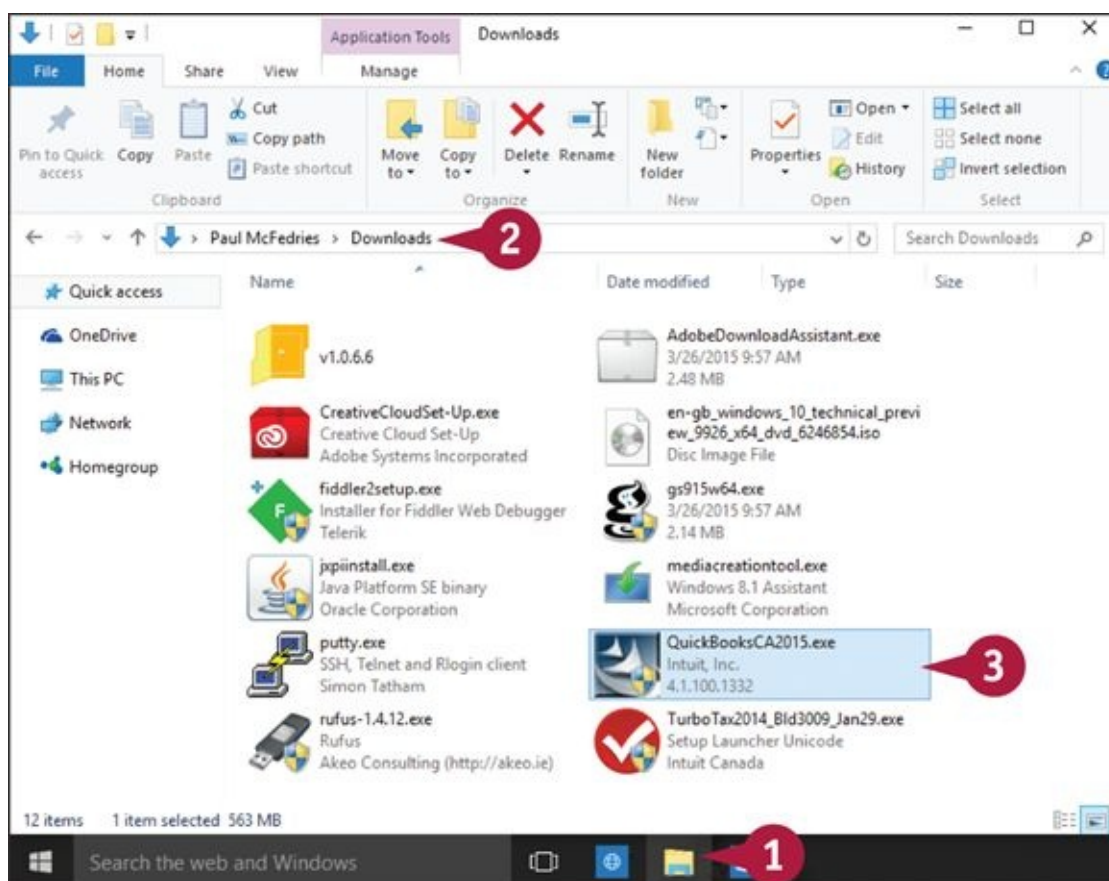 Application Tools
Downloads
File
Home
Share
View
Manage
Pin to Quick
access
Copy
Paste
Cut
Copy path
Paste shortcut
Clipboard
Move
to
Copy
to
Delete
Rename
Organize
New
folder
New
Properties
Open
Edit
History
Open
Select all
Select none
Invert selection
Select
Paul McFedries > Downloads
2
Search Downloads
Quick access
OneDrive
This PC
Network
Homegroup
Name
Date modified
Type
Size
v1.0.6.6
AdobeDownloadAssistant.exe
3/26/2015 9:57 AM
2.48 MB
CreativeCloudSet-Up.exe
Creative Cloud Set-Up
Adobe Systems Incorporated
en-gb_windows_10_technical_previ
ew_9926_x64_dvd_6246854.iso
Disc Image File
fiddler2setup.exe
Installer for Fiddler Web Debugger
Telerik
gs915w64.exe
3/26/2015 9:57 AM
2.14 MB
jxpiinstall.exe
Java Platform SE binary
Oracle Corporation
mediacreationtool.exe
Windows 8.1 Assistant
Microsoft Corporation
putty.exe
SSH, Telnet and Rlogin client
Simon Tatham
QuickBooksCA2015.exe
Intuit, Inc.
4.1.100.1332
3
rufus-1.4.12.exe
Rufus
Akeo Consulting (http://akeo.ie)
TurboTax2014_Bld3009_Jan29.exe
Setup Launcher Unicode
Intuit Canada
12 items
1 item selected 563 MB
Search the web and Windows
1